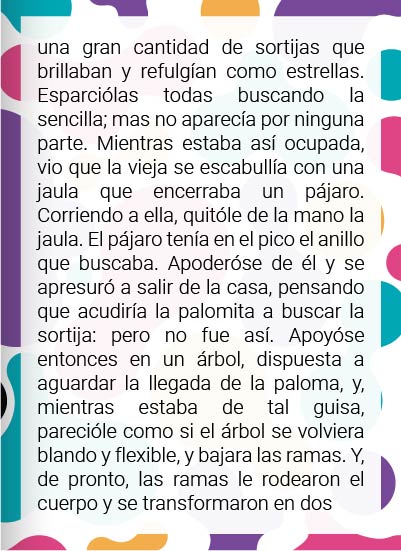 una gran cantidad de sortijas que
brillaban y refulgían como estrellas.
Esparciólas todas buscando la
sencilla; mas no aparecía por ninguna
parte. Mientras estaba así ocupada,
vio que la vieja se escabullía con una
jaula que encerraba un pájaro.
Corriendo a ella, quitóle de la mano la
jaula. El pájaro tenía en el pico el anillo
que buscaba. Apoderóse de él y se
apresuró a salir de la casa, pensando
que acudiría la palomita a buscar la
sortija: pero no fue así. Apoyóse
entonces en un árbol, dispuesta a
aguardar la llegada de la paloma, y,
mientras estaba de tal guisa,
parecióle como si el árbol se volviera
blando y flexible, y bajara las ramas. Y,
de pronto, las ramas le rodearon el
cuerpo y se transformaron en dos